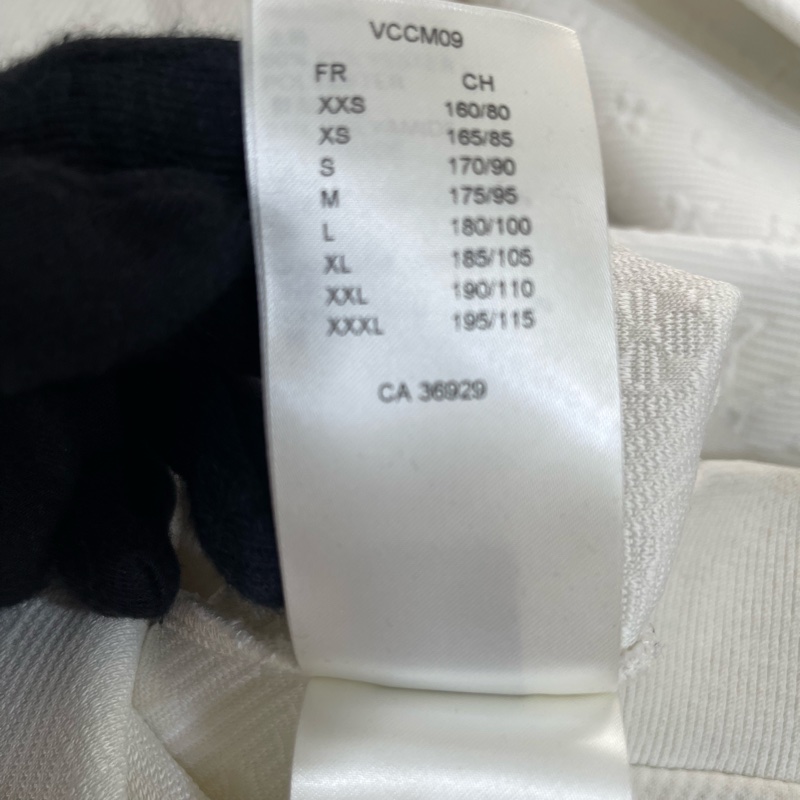 VCCM09
FR CH
XXS 160/80
XS 165/85
S 170/90
M 175/95
L 180/100
XL 185/105
XXL 190/110
XXXL 195/115
CA 36929